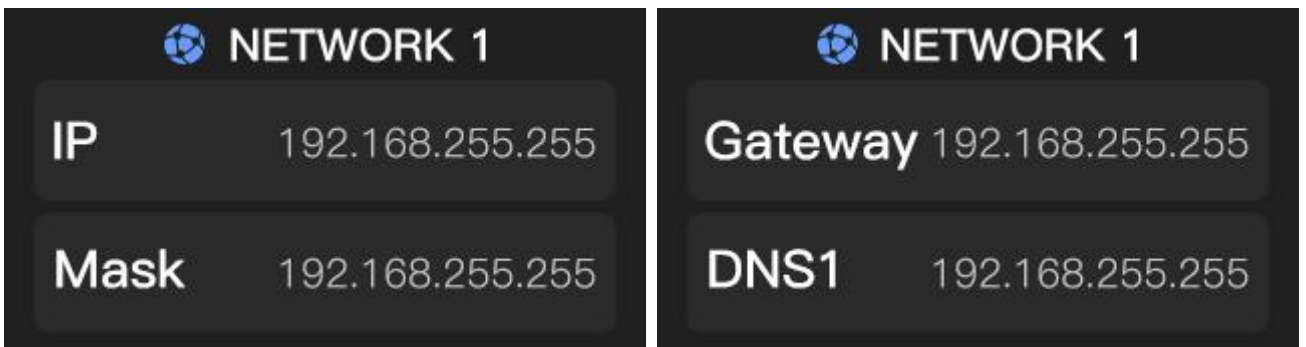 NETWORK 1
IP 192.168.255.255
Mask 192.168.255.255
NETWORK 1
Gateway 192.168.255.255
DNS1 192.168.255.255